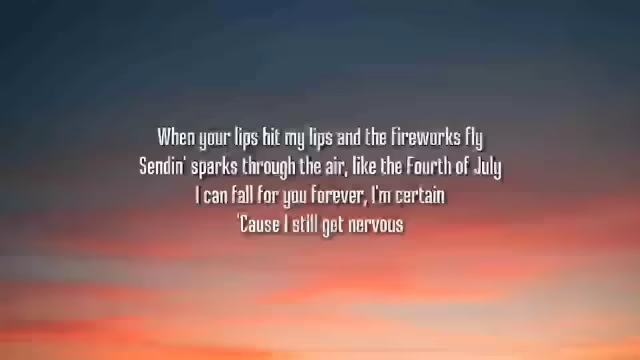 When your lips hit my lips and the fireworks fly
Sendin' sparks through the air, like the Fourth of July
I can fall for you forever, I'm certain
'Cause I still get nervous